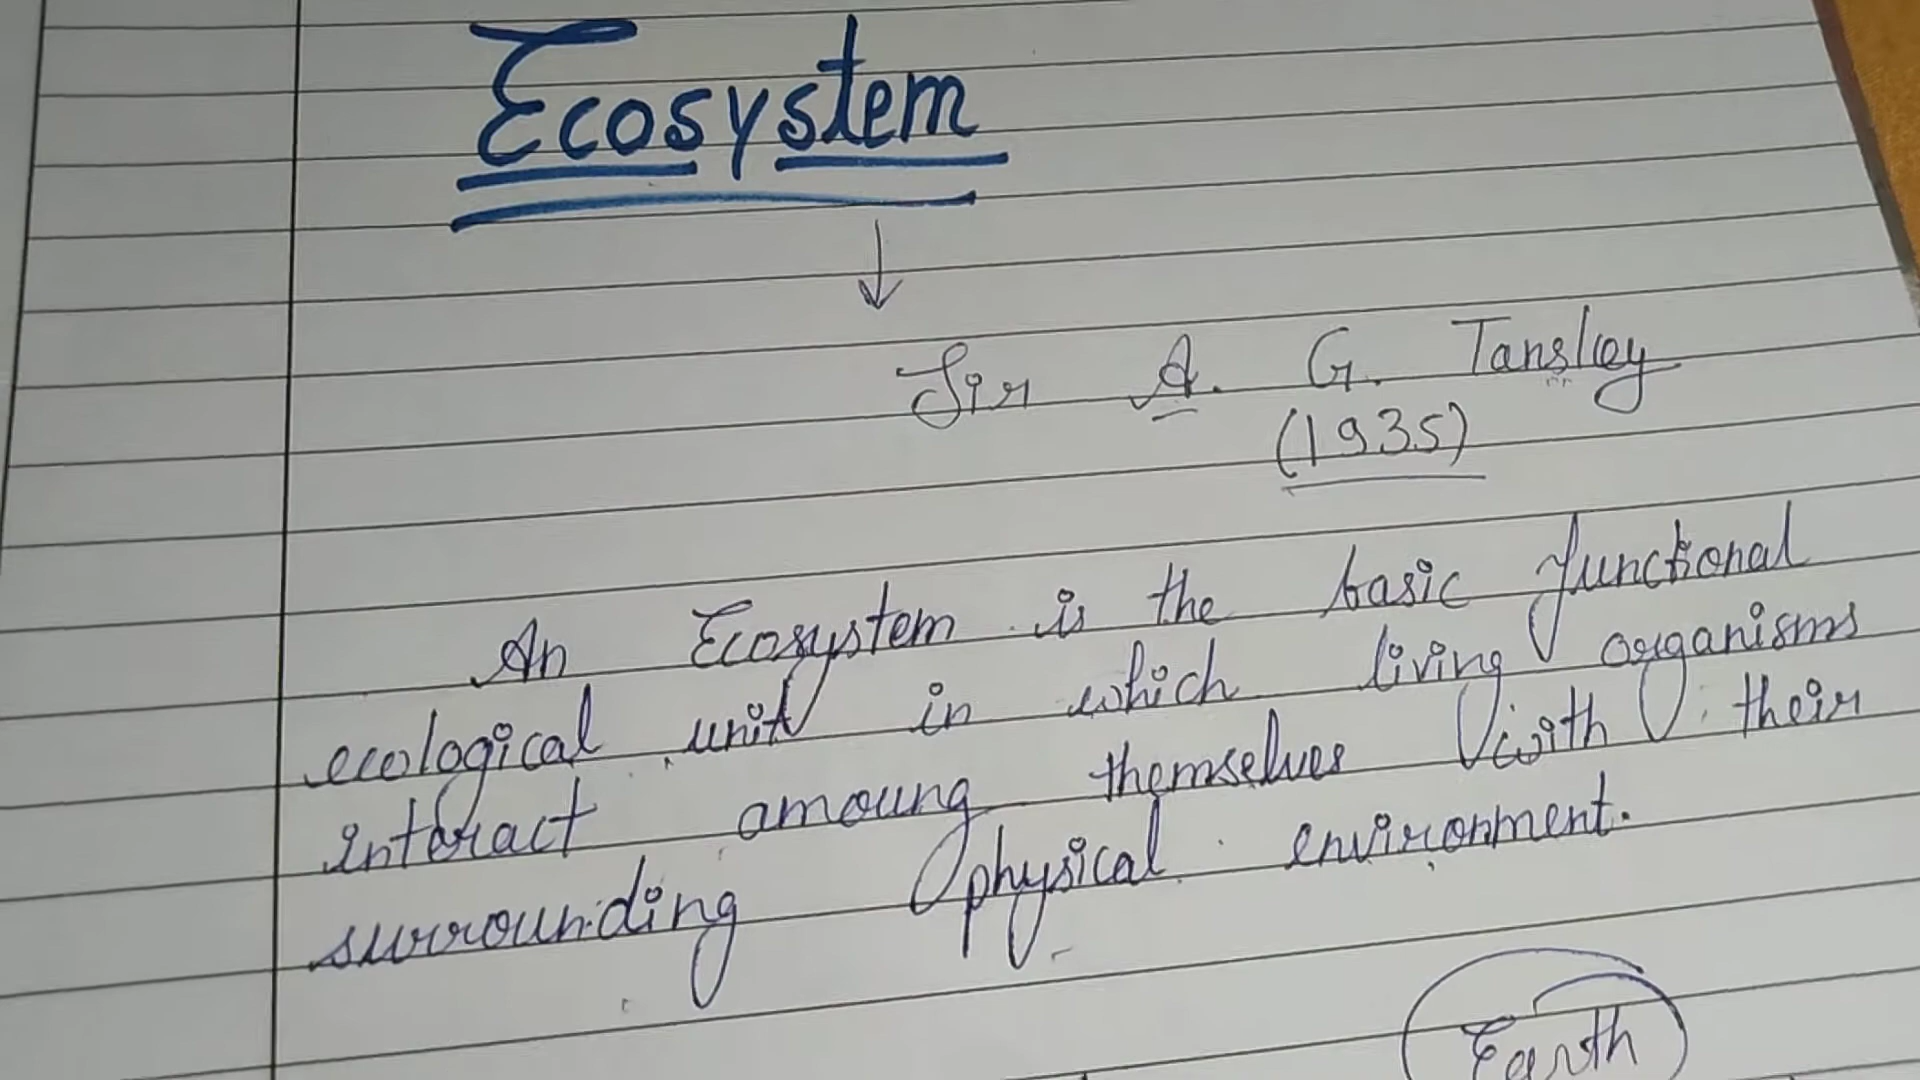 Ecosystem
Sir A. G. Tansley
(1935)
An Ecosystem is the basic functional
ecological unit in which living organisms
interact amoung themselves with their
surrounding physical environment.
Earth